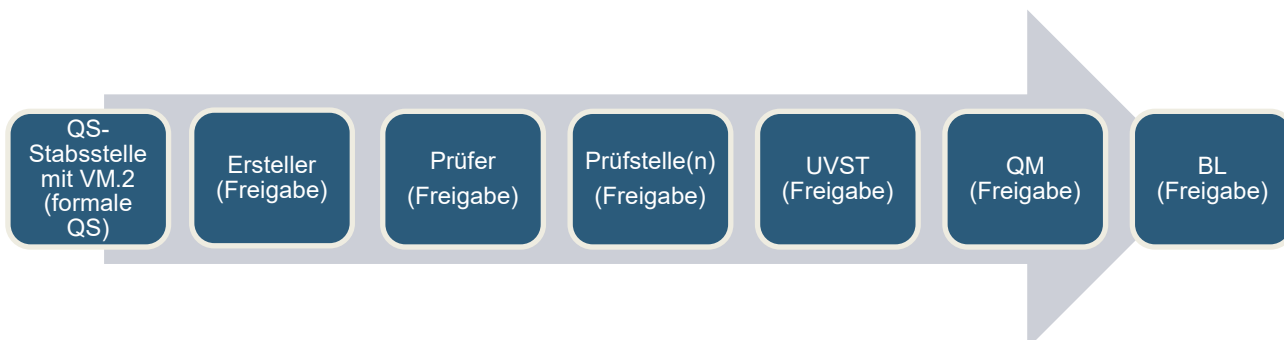 QS-
Stabsstelle
mit VM.2
(formale
QS)
Ersteller
(Freigabe)
Prüfer
(Freigabe)
Prüfstelle(n)
(Freigabe)
UVST
(Freigabe)
QM
(Freigabe)
BL
(Freigabe)